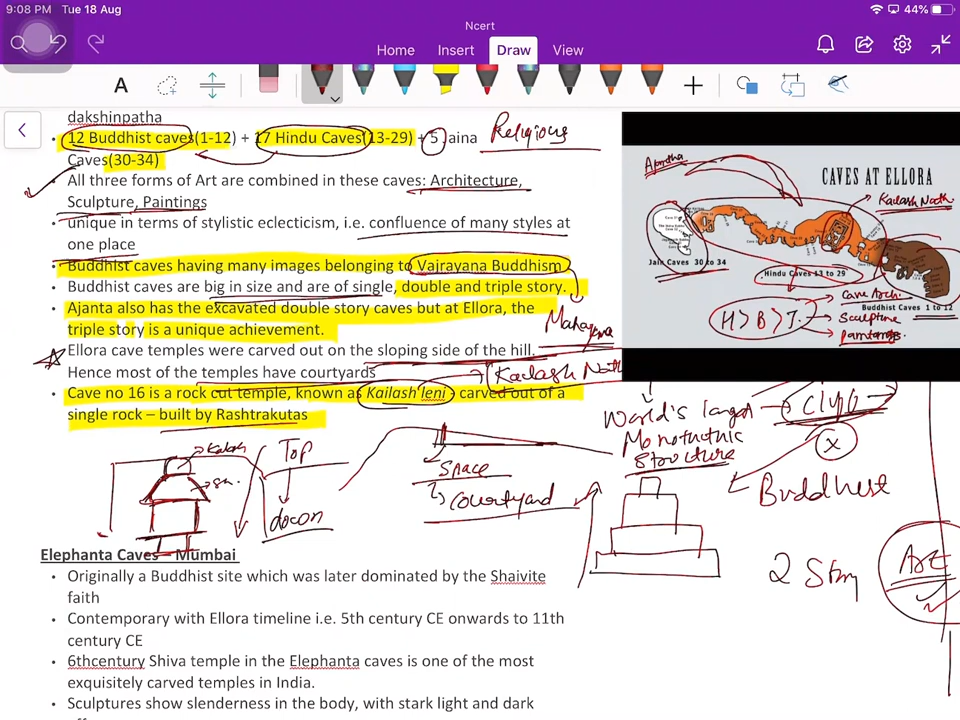 9:08 PM Tue 18 Aug
44%
Ncert
Home Insert Draw View
dakshinpatha
12 Buddhist caves(1-12) + 17 Hindu Caves(13-29) + 5 Jaina
Caves(30-34)
Religious
All three forms of Art are combined in these caves: Architecture,
Sculpture, Paintings
unique in terms of stylistic eclecticism, i.e. confluence of many styles at
one place
Buddhist caves having many images belonging to Vajrayana Buddhism
Buddhist caves are big in size and are of single, double and triple story.
Ajanta also has the excavated double story caves but at Ellora, the
triple story is a unique achievement.
Mahayana
Ellora cave temples were carved out on the sloping side of the hill.
Hence most of the temples have courtyards
Kailash Nath
Cave no 16 is a rock cut temple, known as Kailash leni - carved out of a
single rock – built by Rashtrakutas
CAVES AT ELLORA
Kailash Nath
Jain Caves 30 to 34
Hindu Caves 13 to 29
Buddhist Caves 1 to 12
H > B > J.
Cave Arch.
Sculpture
Paintings
World's largest
Monolithic
Structure
X
Buddhist
2 Story
Art
Top
down
Space
Courtyard
Elephanta Caves – Mumbai
Originally a Buddhist site which was later dominated by the Shaivite
faith
Contemporary with Ellora timeline i.e. 5th century CE onwards to 11th
century CE
6thcentury Shiva temple in the Elephanta caves is one of the most
exquisitely carved temples in India.
Sculptures show slenderness in the body, with stark light and dark